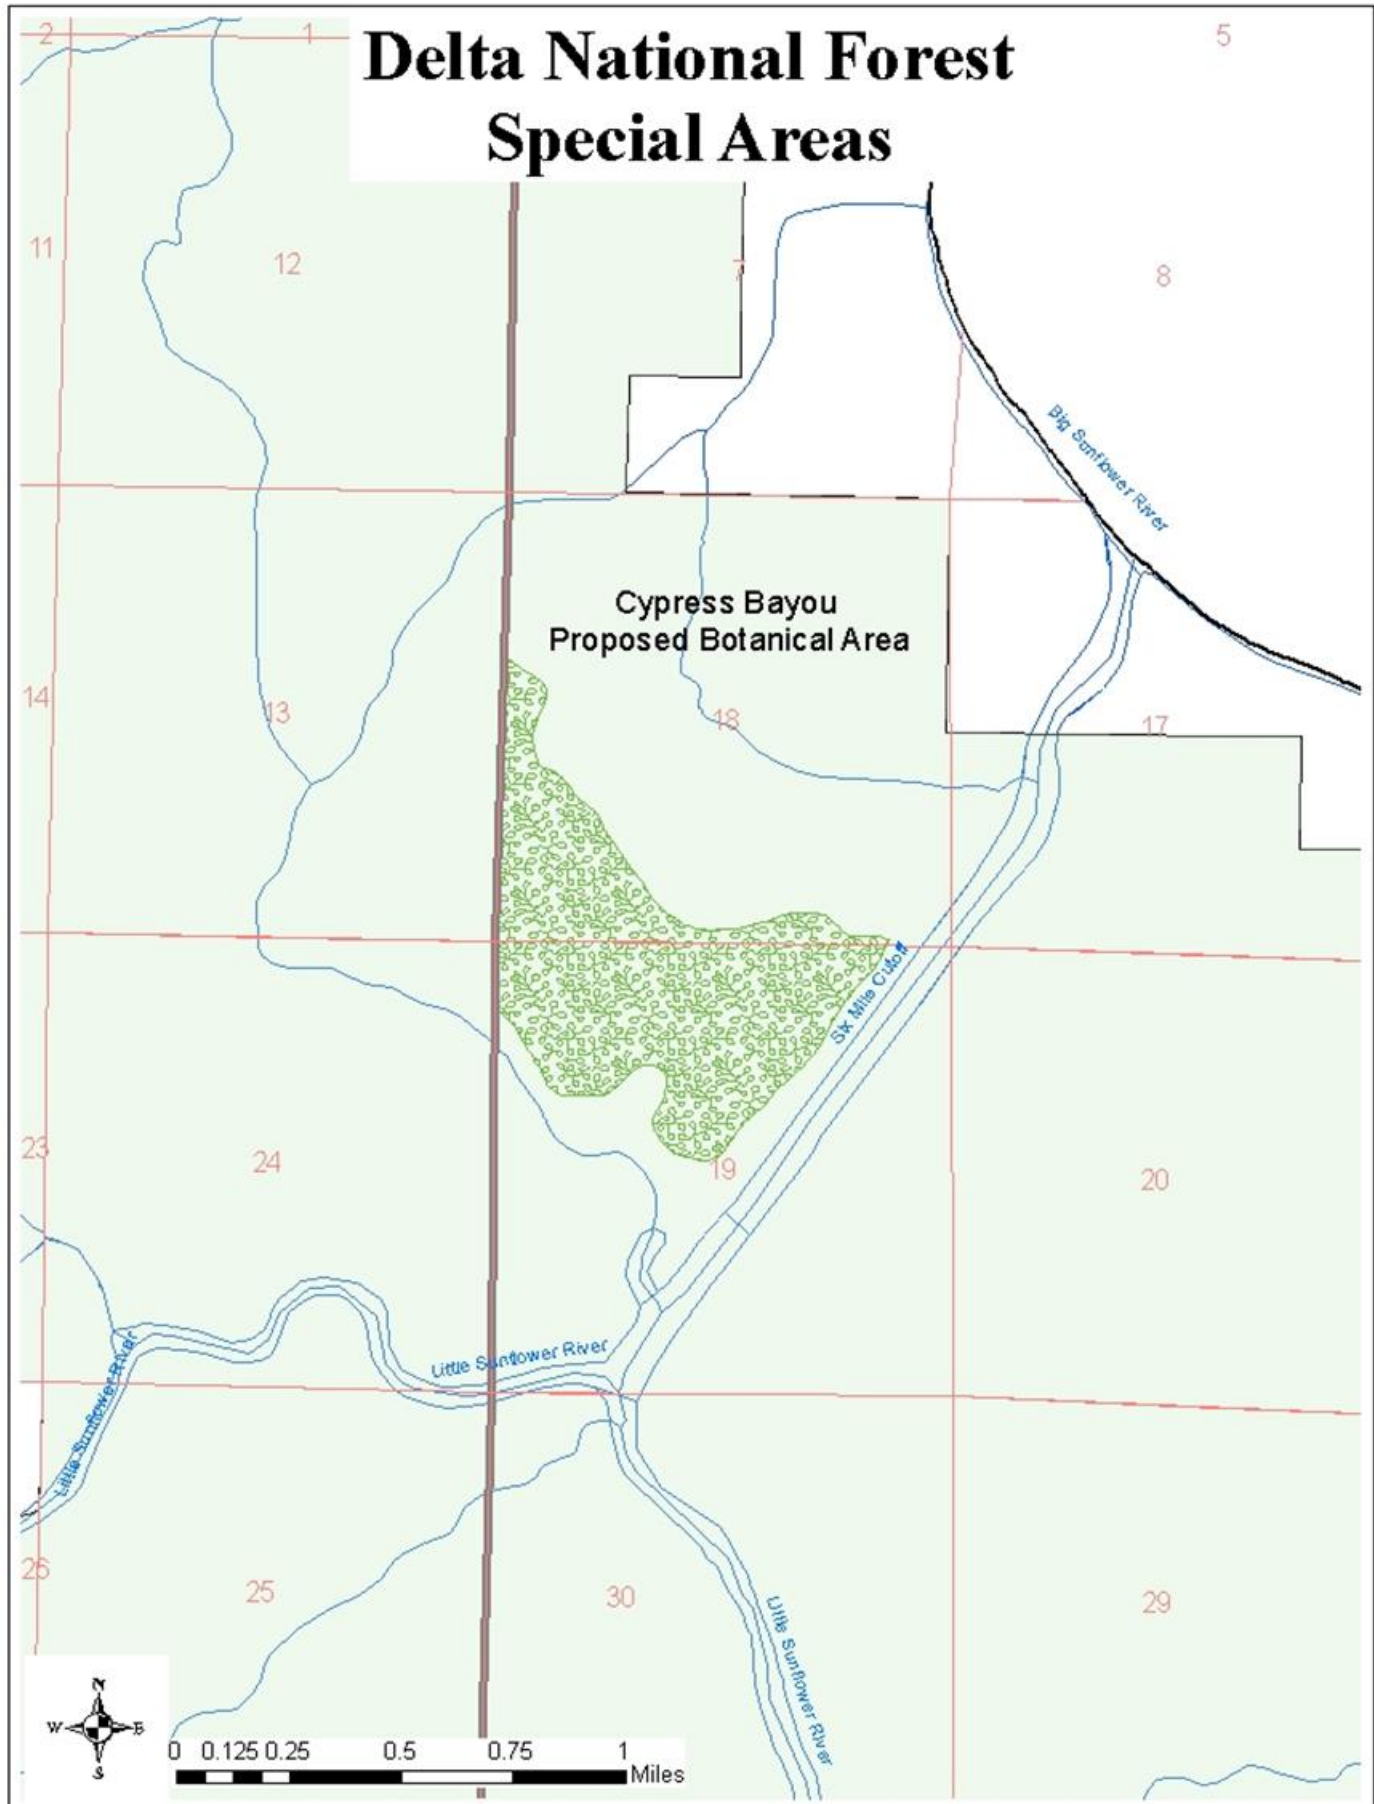 Delta National Forest
Special Areas
2
1
5
11
12
7
8
Big Sunflower River
Cypress Bayou
Proposed Botanical Area
14
13
18
17
Six Mile Cutoff
23
24
19
20
Little Sunflower River
Little Sunflower River
26
25
30
29
Little Sunflower River
N
W E
S
0 0.125 0.25 0.5 0.75 1
Miles